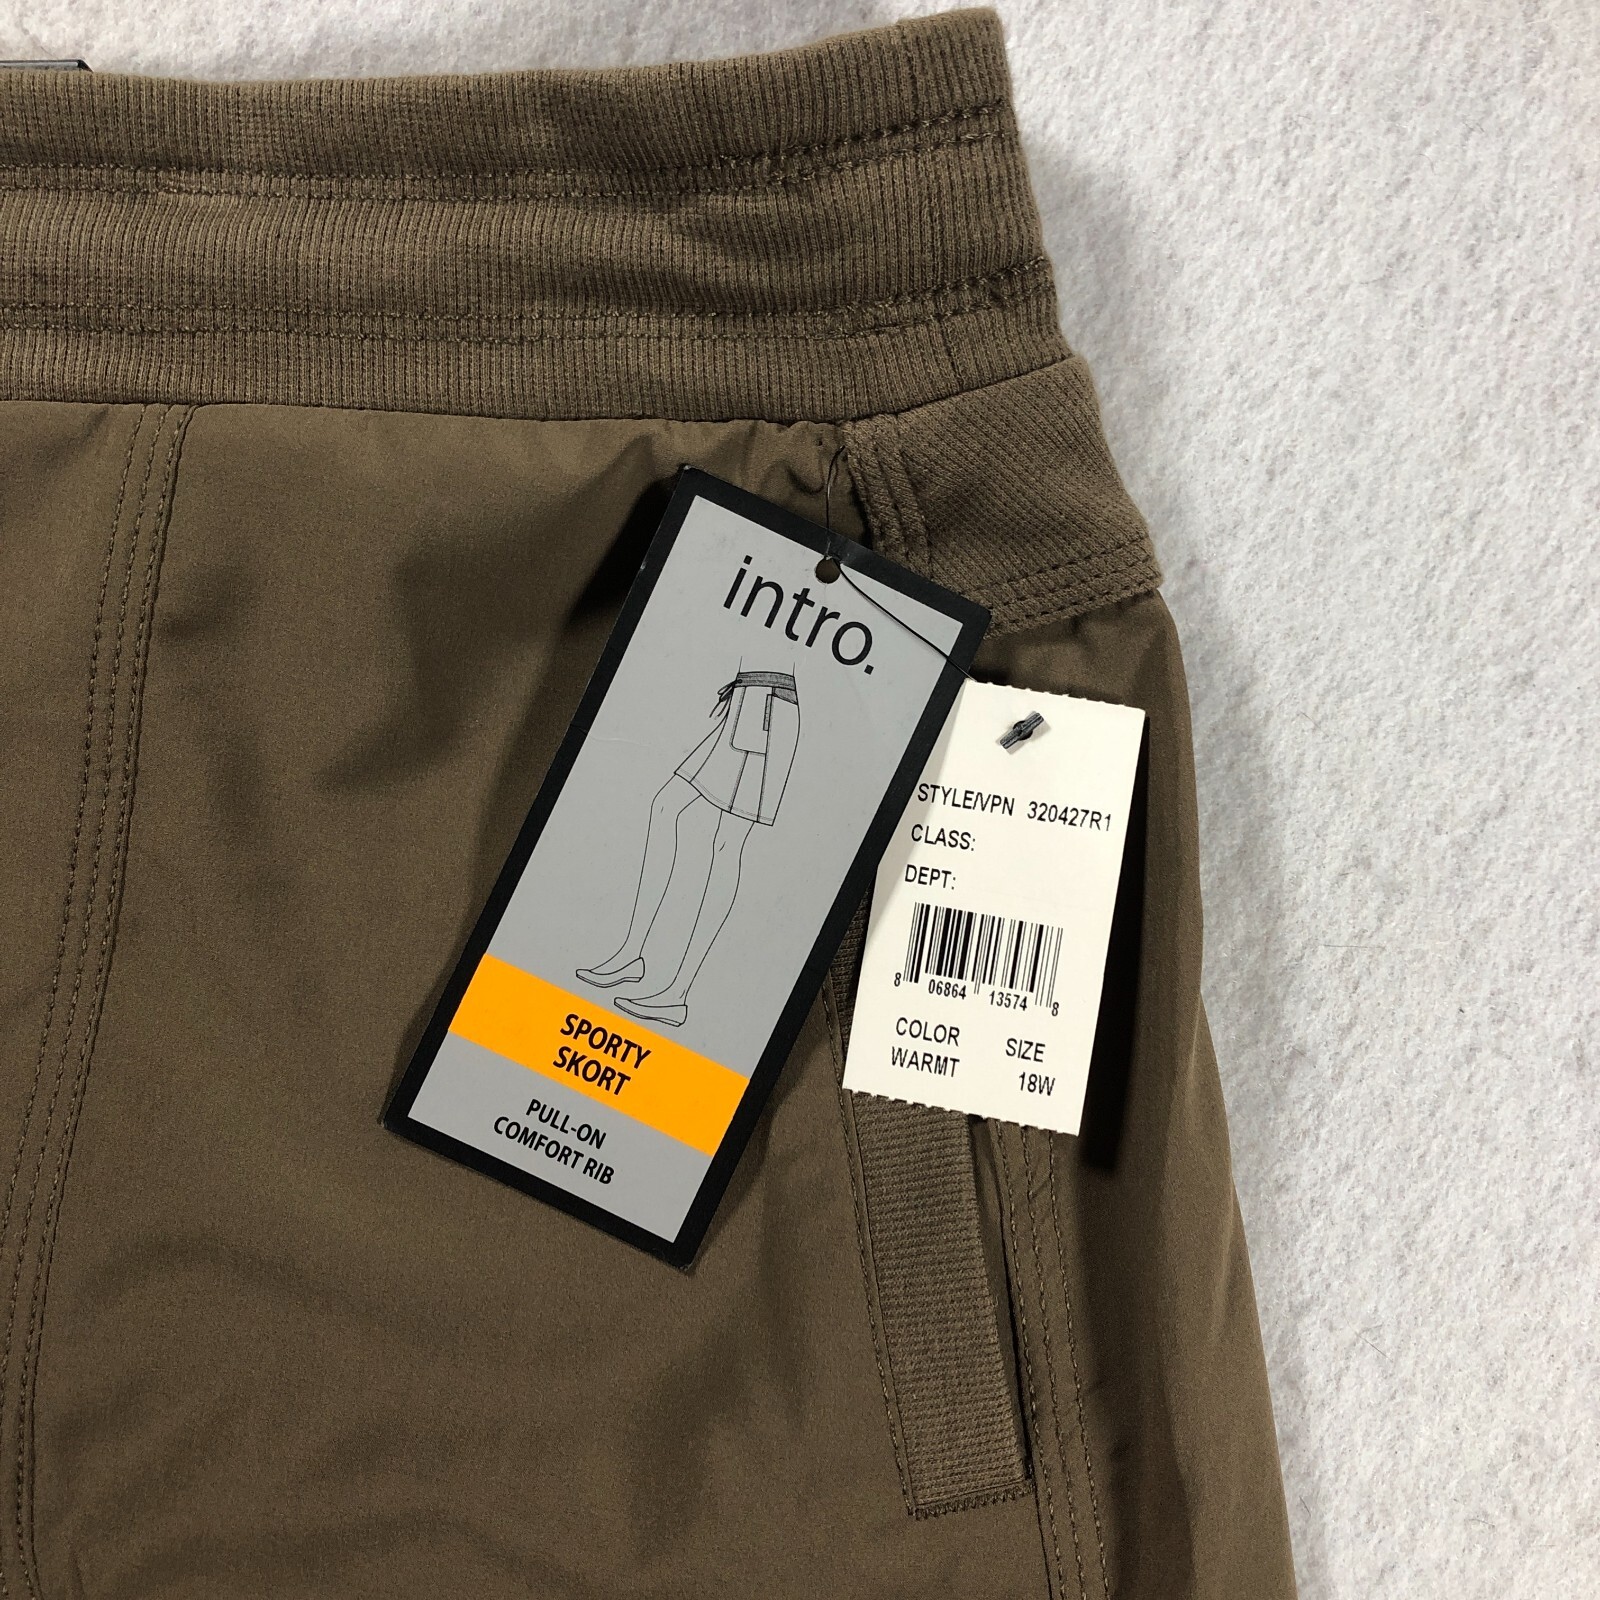 intro.
SPORTY
SKORT
PULL-ON
COMFORT RIB
STYLE/VPN 320427R1
CLASS:
DEPT:
8 06864 13574 8
COLOR SIZE
WARMT 18W